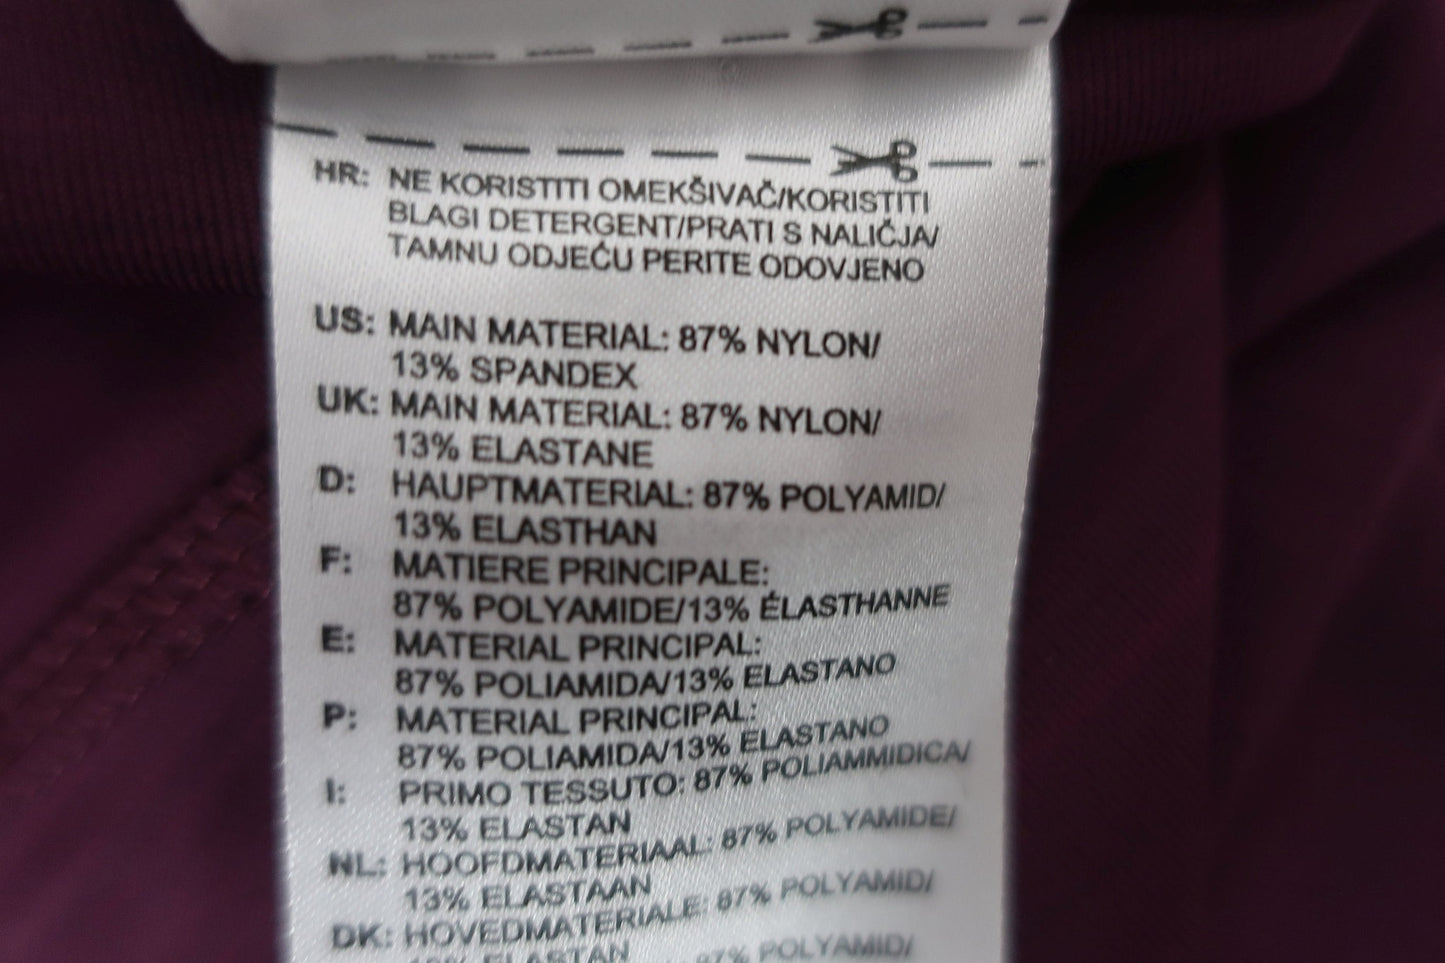 HR: NE KORISTITI OMEKŠIVAČ/KORISTITI
BLAGI DETERGENT/PRATI S NALIČJA/
TAMNU ODJEĆU PERITE ODOVJENO
US: MAIN MATERIAL: 87% NYLON/
13% SPANDEX
UK: MAIN MATERIAL: 87% NYLON/
13% ELASTANE
D: HAUPTMATERIAL: 87% POLYAMID/
13% ELASTHAN
F: MATIERE PRINCIPALE:
87% POLYAMIDE/13% ÉLASTHANNE
E: MATERIAL PRINCIPAL:
87% POLIAMIDA/13% ELASTANO
P: MATERIAL PRINCIPAL:
87% POLIAMIDA/13% ELASTANO
I: PRIMO TESSUTO: 87% POLIAMMIDICA/
13% ELASTAN
NL: HOOFDMATERIAAL: 87% POLYAMIDE/
13% ELASTAAN
DK: HOVEDMATERIALE: 87% POLYAMID/
ELASTAN
87% POLYAMID/